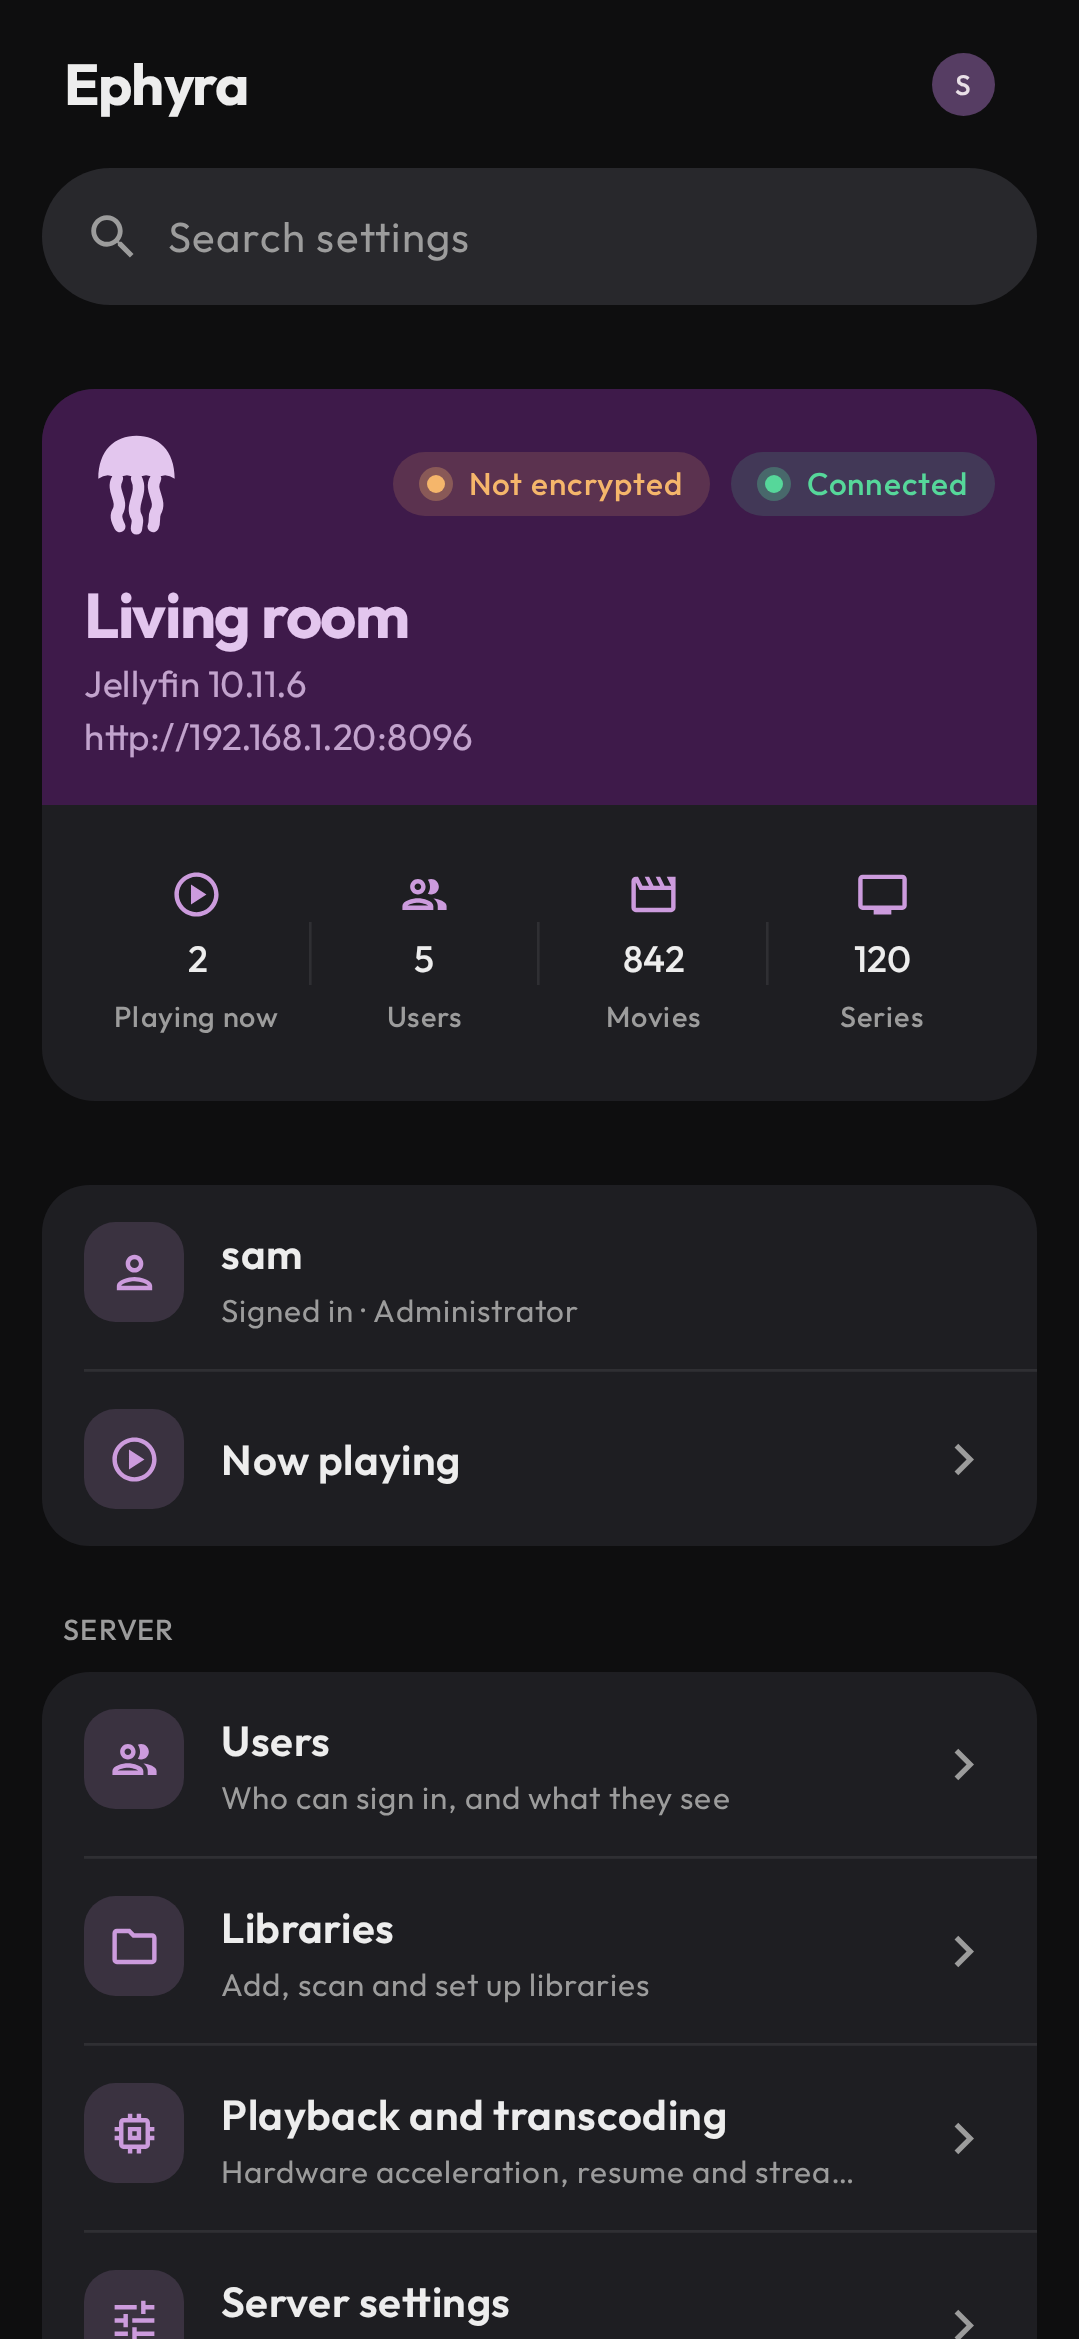 Ephyra
S
Search settings
Not encrypted
Connected
Living room
Jellyfin 10.11.6
http://192.168.1.20:8096
2
5
842
120
Playing now
Users
Movies
Series
sam
Signed in · Administrator
Now playing
SERVER
Users
Who can sign in, and what they see
Libraries
Add, scan and set up libraries
Playback and transcoding
Hardware acceleration, resume and strea...
Server settings